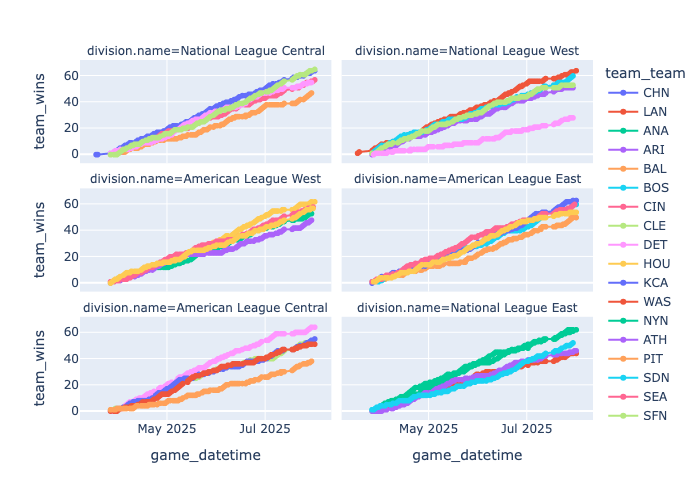 division.name=National League Central
division.name=National League West
team_wins
60
40
20
0
division.name=American League West
division.name=American League East
team_wins
60
40
20
0
division.name=American League Central
division.name=National League East
team_wins
60
40
20
0
May 2025
Jul 2025
May 2025
Jul 2025
game_datetime
game_datetime
team_team
CHN
LAN
ANA
ARI
BAL
BOS
CIN
CLE
DET
HOU
KCA
WAS
NYN
ATH
PIT
SDN
SEA
SFN